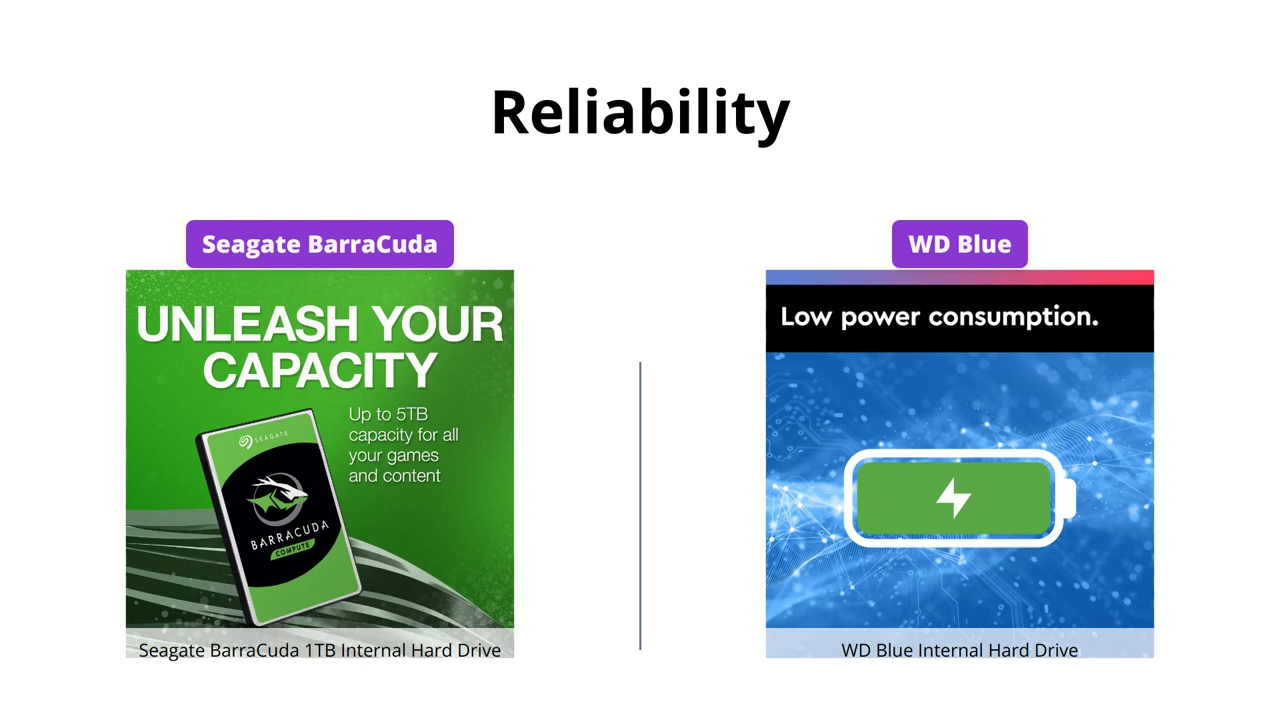 Reliability
Seagate BarraCuda
UNLEASH YOUR
CAPACITY
Up to 5TB
capacity for all
your games
and content
SEAGATE
BARRACUDA
COMPUTE
Seagate BarraCuda 1TB Internal Hard Drive
WD Blue
Low power consumption.
WD Blue Internal Hard Drive